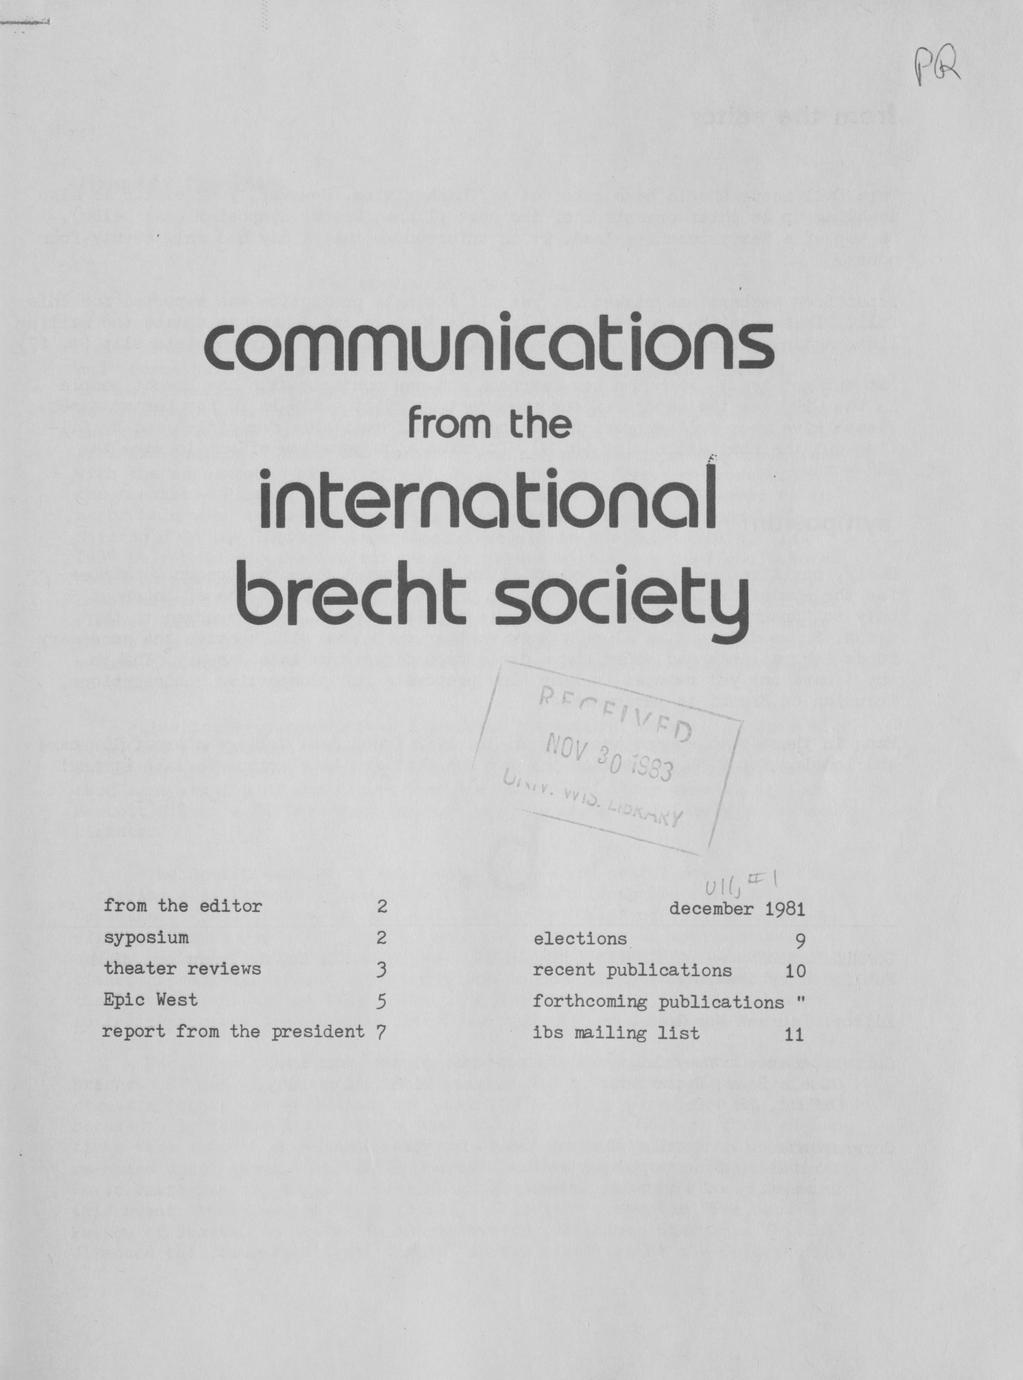 PR
communications
from the
international
brecht society
RECEIVED
NOV 30 1983
UNIV. WIS. LIBRARY
V11, #1
december 1981
from the editor 2
syposium 2
theater reviews 3
Epic West 5
report from the president 7
elections 9
recent publications 10
forthcoming publications "
ibs mailing list 11